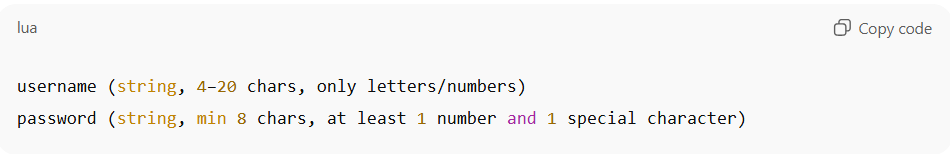 lua
Copy code
username (string, 4–20 chars, only letters/numbers)
password (string, min 8 chars, at least 1 number and 1 special character)